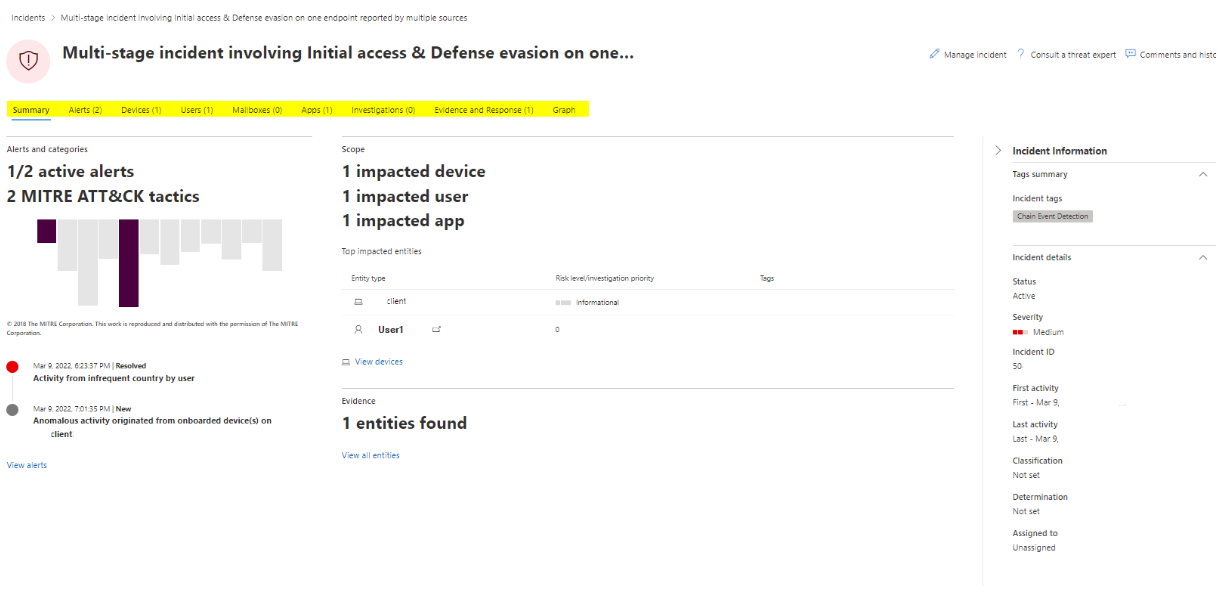 Incidents > Multi-stage incident involving Initial access & Defense evasion on one endpoint reported by multiple sources
Multi-stage incident involving Initial access & Defense evasion on one...
Manage incident ? Consult a threat expert Comments and histo
Summary Alerts (2) Devices (1) Users (1) Mailboxes (0) Apps (1) Investigations (0) Evidence and Response (1) Graph
Alerts and categories
1/2 active alerts
2 MITRE ATT&CK tactics
© 2018 The MITRE Corporation. This work is reproduced and distributed with the permission of The MITRE
Corporation.
Mar 9, 2022, 6:23:37 PM | Resolved
Activity from infrequent country by user
Mar 9, 2022, 7:01:35 PM | New
Anomalous activity originated from onboarded device(s) on
client
View alerts
Scope
1 impacted device
1 impacted user
1 impacted app
Top impacted entities
Entity type Risk level/investigation priority Tags
client Informational
User1 0
View devices
Evidence
1 entities found
View all entities
Incident Information
Tags summary
Incident tags
Chain Event Detection
Incident details
Status
Active
Severity
Medium
Incident ID
50
First activity
First - Mar 9,
Last activity
Last - Mar 9,
Classification
Not set
Determination
Not set
Assigned to
Unassigned